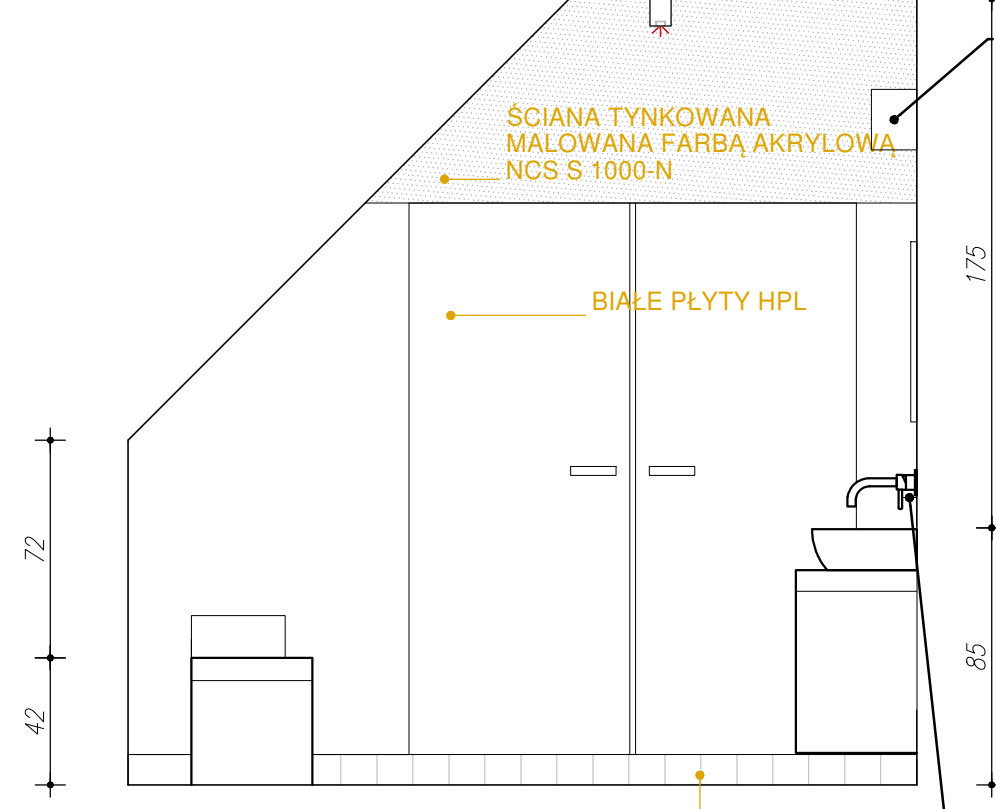 ŚCIANA TYNKOWANA
MALOWANA FARBĄ AKRYLOWĄ
NCS S 1000-N
175
BIAŁE PŁYTY HPL
72
85
42